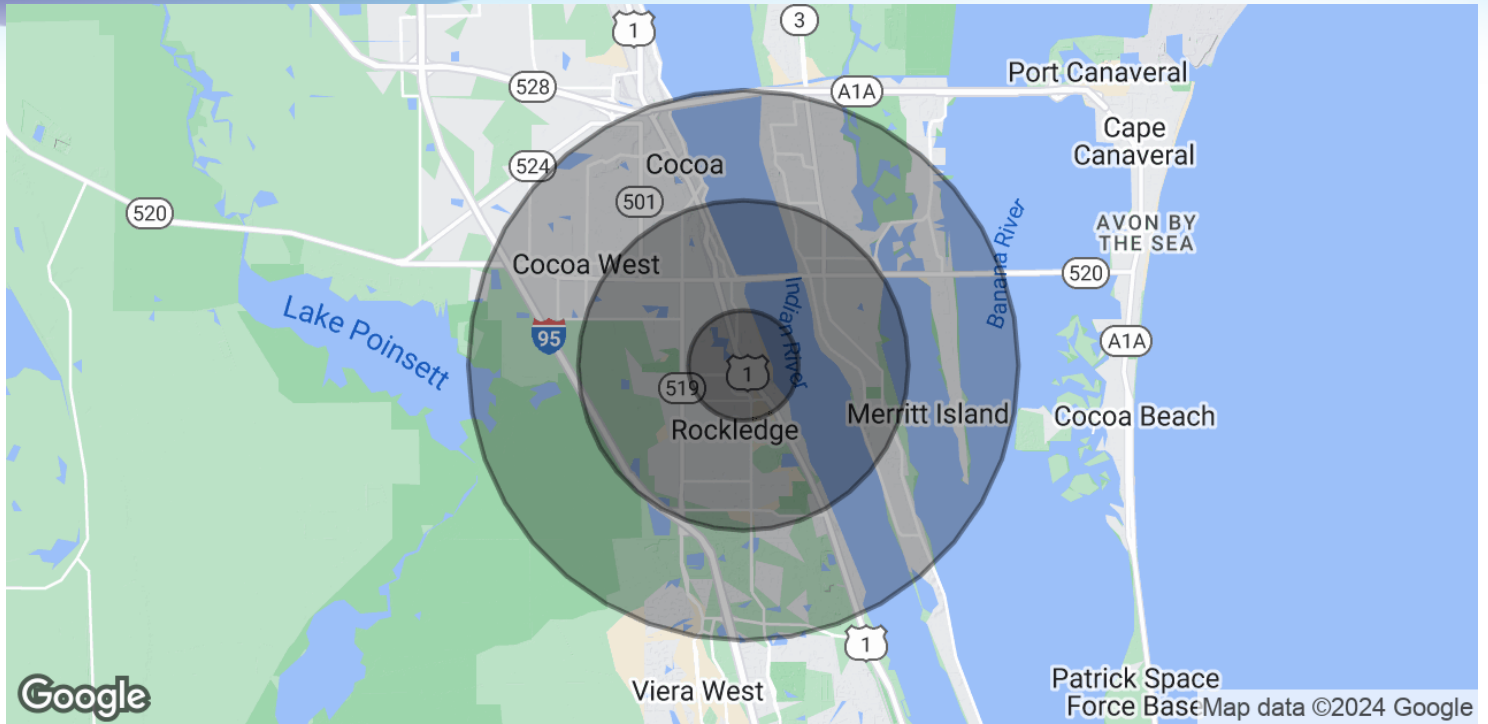 1
3
Port Canaveral
528
A1A
Cape
Canaveral
524
Cocoa
501
520
AVON BY
THE SEA
Cocoa West
520
Banana River
Indian River
Lake Poinsett
95
A1A
1
519
Merritt Island
Cocoa Beach
Rockledge
1
Viera West
Patrick Space
Force Base
Google
Map data ©2024 Google